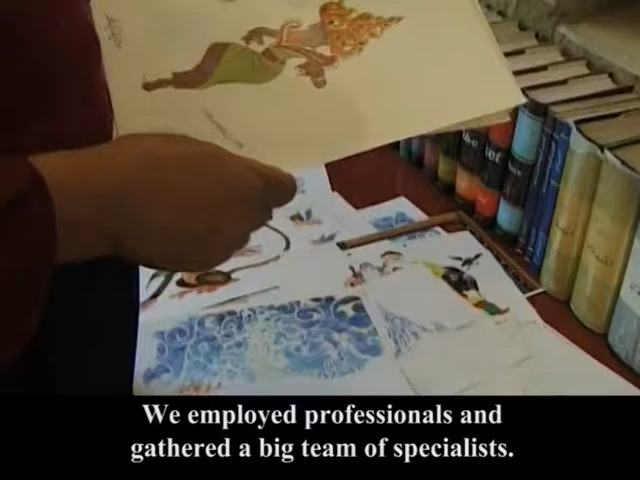 We employed professionals and
gathered a big team of specialists.